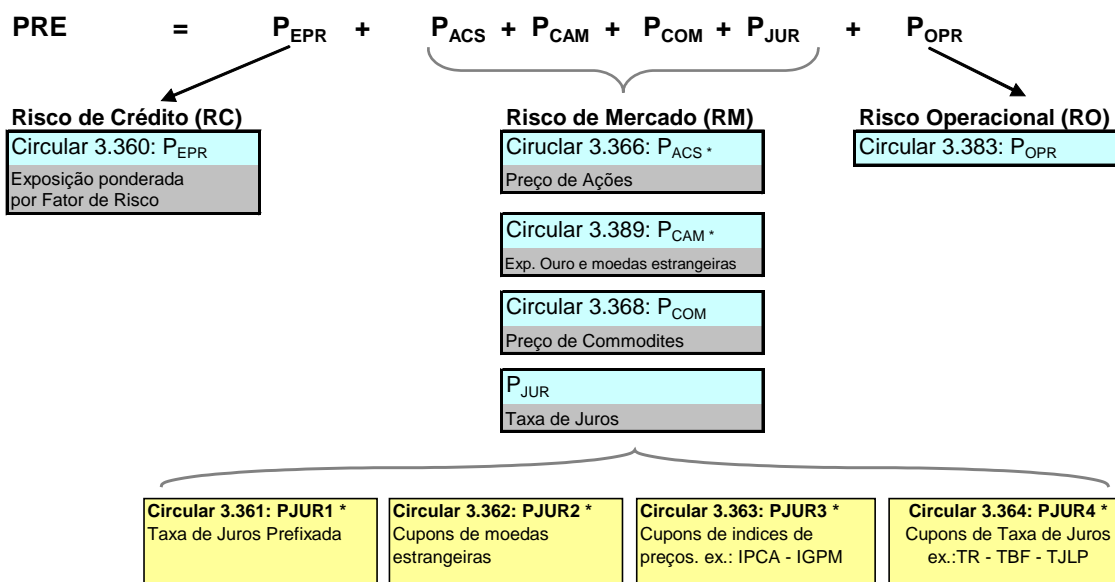 PRE = P_EPR + P_ACS + P_CAM + P_COM + P_JUR + P_OPR
Risco de Crédito (RC)
Circular 3.360: P_EPR
Exposição ponderada
por Fator de Risco
Risco de Mercado (RM)
Ciruclar 3.366: P_ACS *
Preço de Ações
Circular 3.389: P_CAM *
Exp. Ouro e moedas estrangeiras
Circular 3.368: P_COM
Preço de Commodites
P_JUR
Taxa de Juros
Risco Operacional (RO)
Circular 3.383: P_OPR
Circular 3.361: PJUR1 *
Taxa de Juros Prefixada
Circular 3.362: PJUR2 *
Cupons de moedas
estrangeiras
Circular 3.363: PJUR3 *
Cupons de indices de
preços. ex.: IPCA - IGPM
Circular 3.364: PJUR4 *
Cupons de Taxa de Juros
ex.:TR - TBF - TJLP